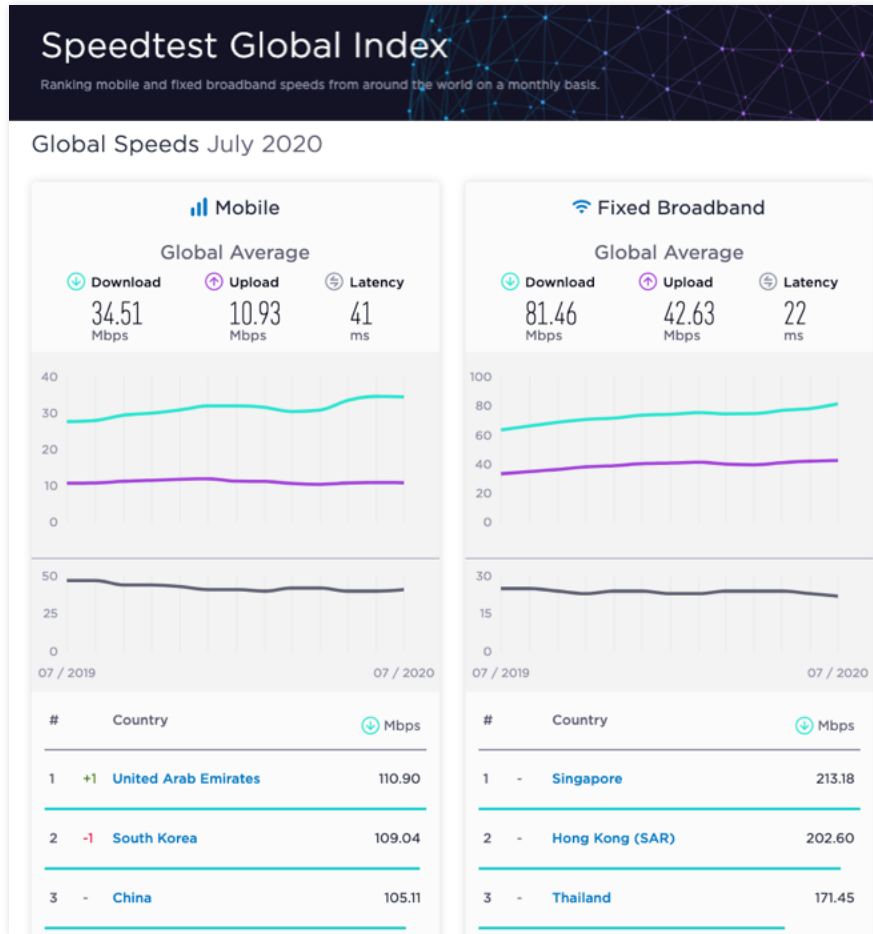 Speedtest Global Index
Ranking mobile and fixed broadband speeds from around the world on a monthly basis.
Global Speeds July 2020
Mobile
Global Average
Download Upload Latency
34.51 10.93 41
Mbps Mbps ms
40
30
20
10
0
50
25
0
07 / 2019 07 / 2020
# Country Mbps
1 +1 United Arab Emirates 110.90
2 -1 South Korea 109.04
3 - China 105.11
Fixed Broadband
Global Average
Download Upload Latency
81.46 42.63 22
Mbps Mbps ms
100
80
60
40
20
0
30
15
0
07 / 2019 07 / 2020
# Country Mbps
1 - Singapore 213.18
2 - Hong Kong (SAR) 202.60
3 - Thailand 171.45